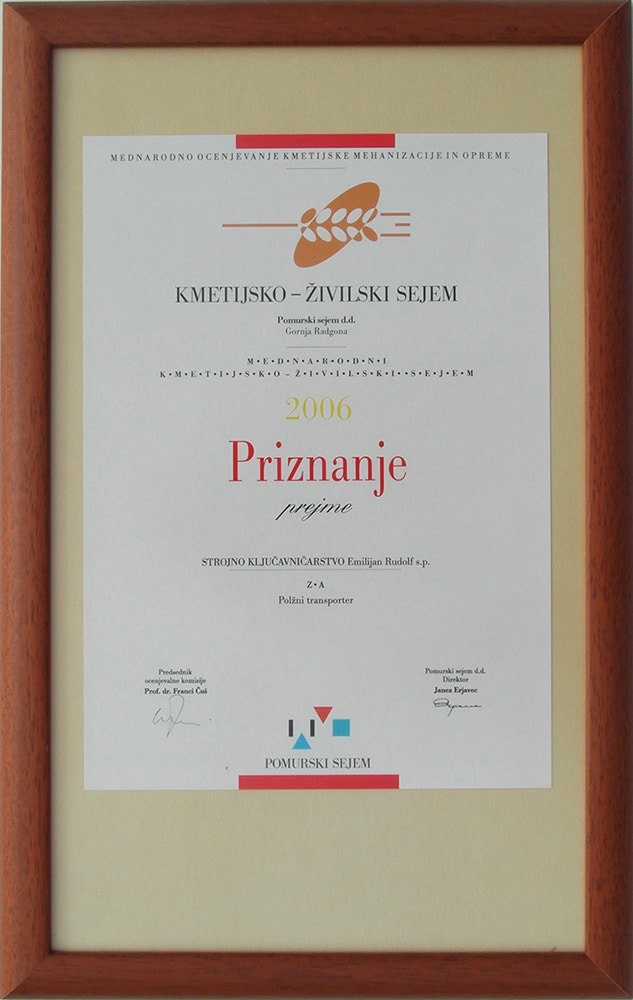 MEDNARODNO OCENJEVANJE KMETIJSKE MEHANIZACIJE IN OPREME
KMETIJSKO – ŽIVILSKI SEJEM
Pomurski sejem d.d.
Gornja Radgona
M•E•D•N•A•R•O•D•N•I
K•M•E•T•I•J•S•K•O – Ž•I•V•I•L•S•K•I • S•E•J•E•M
2006
Priznanje
prejme
STROJNO KLJUČAVNIČARSTVO Emilijan Rudolf s.p.
Z•A
Polžni transporter
Predsednik
ocenjevalne komisije
Prof. dr. Franci Čuš
Pomurski sejem d.d.
Direktor
Janez Erjavec
POMURSKI SEJEM